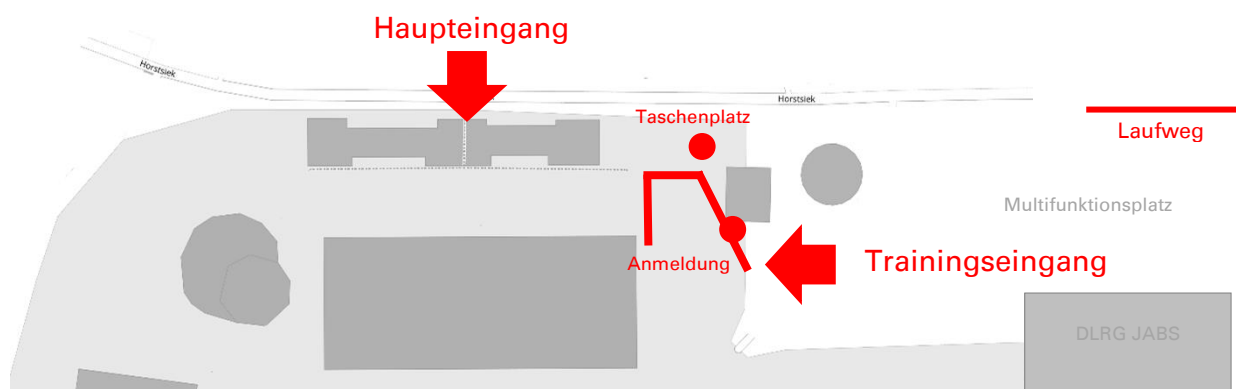 Haupteingang
Horstsiek
Horstsiek
Taschenplatz
Laufweg
Multifunktionsplatz
Anmeldung
Trainingseingang
DLRG JABS